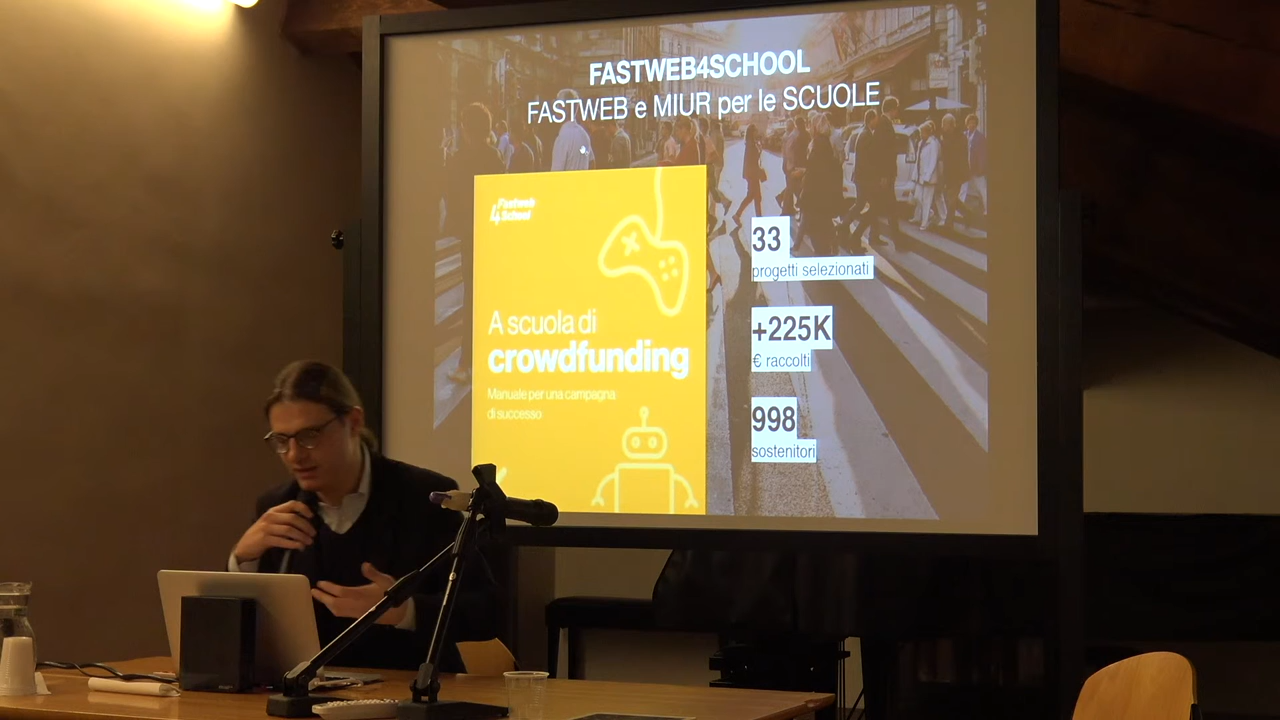 FASTWEB4SCHOOL
FASTWEB e MIUR per le SCUOLE
Fastweb
4School
A scuola di
crowdfunding
Manuale per una campagna
di successo
33
progetti selezionati
+225K
€ raccolti
998
sostenitori